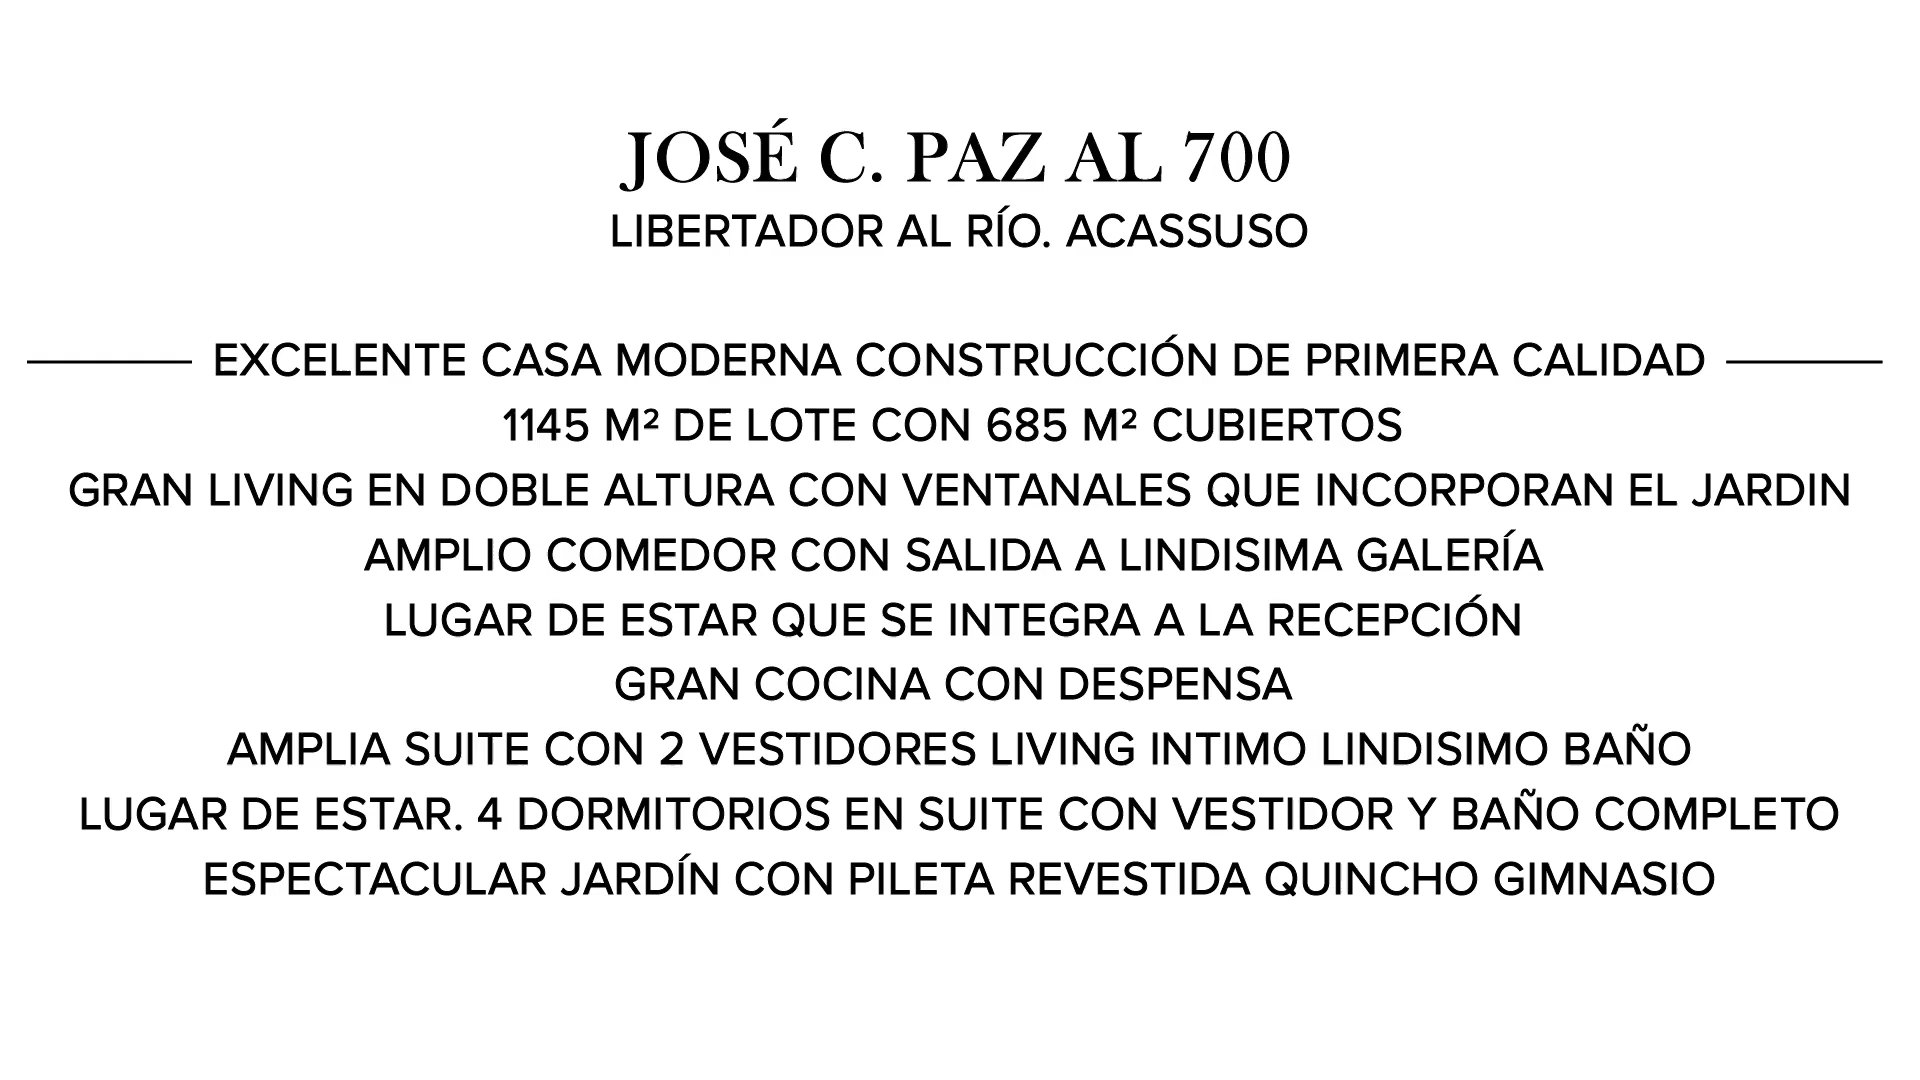 JOSÉ C. PAZ AL 700
LIBERTADOR AL RÍO. ACASSUSO
EXCELENTE CASA MODERNA CONSTRUCCIÓN DE PRIMERA CALIDAD
1145 M² DE LOTE CON 685 M² CUBIERTOS
GRAN LIVING EN DOBLE ALTURA CON VENTANALES QUE INCORPORAN EL JARDIN
AMPLIO COMEDOR CON SALIDA A LINDISIMA GALERÍA
LUGAR DE ESTAR QUE SE INTEGRA A LA RECEPCIÓN
GRAN COCINA CON DESPENSA
AMPLIA SUITE CON 2 VESTIDORES LIVING INTIMO LINDISIMO BAÑO
LUGAR DE ESTAR. 4 DORMITORIOS EN SUITE CON VESTIDOR Y BAÑO COMPLETO
ESPECTACULAR JARDÍN CON PILETA REVESTIDA QUINCHO GIMNASIO